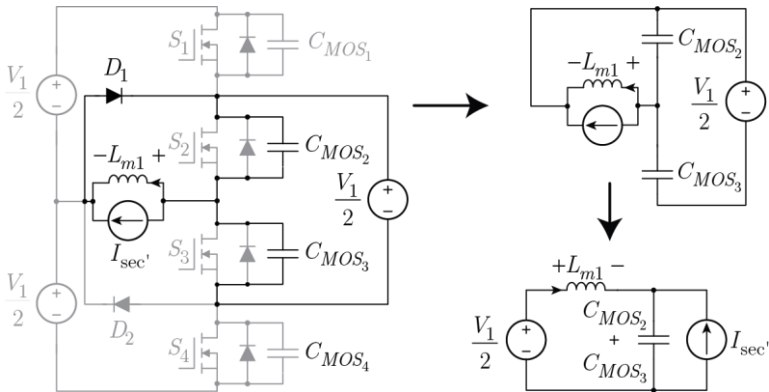 S1
CMOS1
V1/2
D1
S2
CMOS2
−Lm1 +
V1/2
Isec'
S3
CMOS3
V1/2
D2
S4
CMOS4
CMOS2
−Lm1 +
V1/2
CMOS3
+Lm1 −
CMOS2
+
CMOS3
V1/2
Isec'